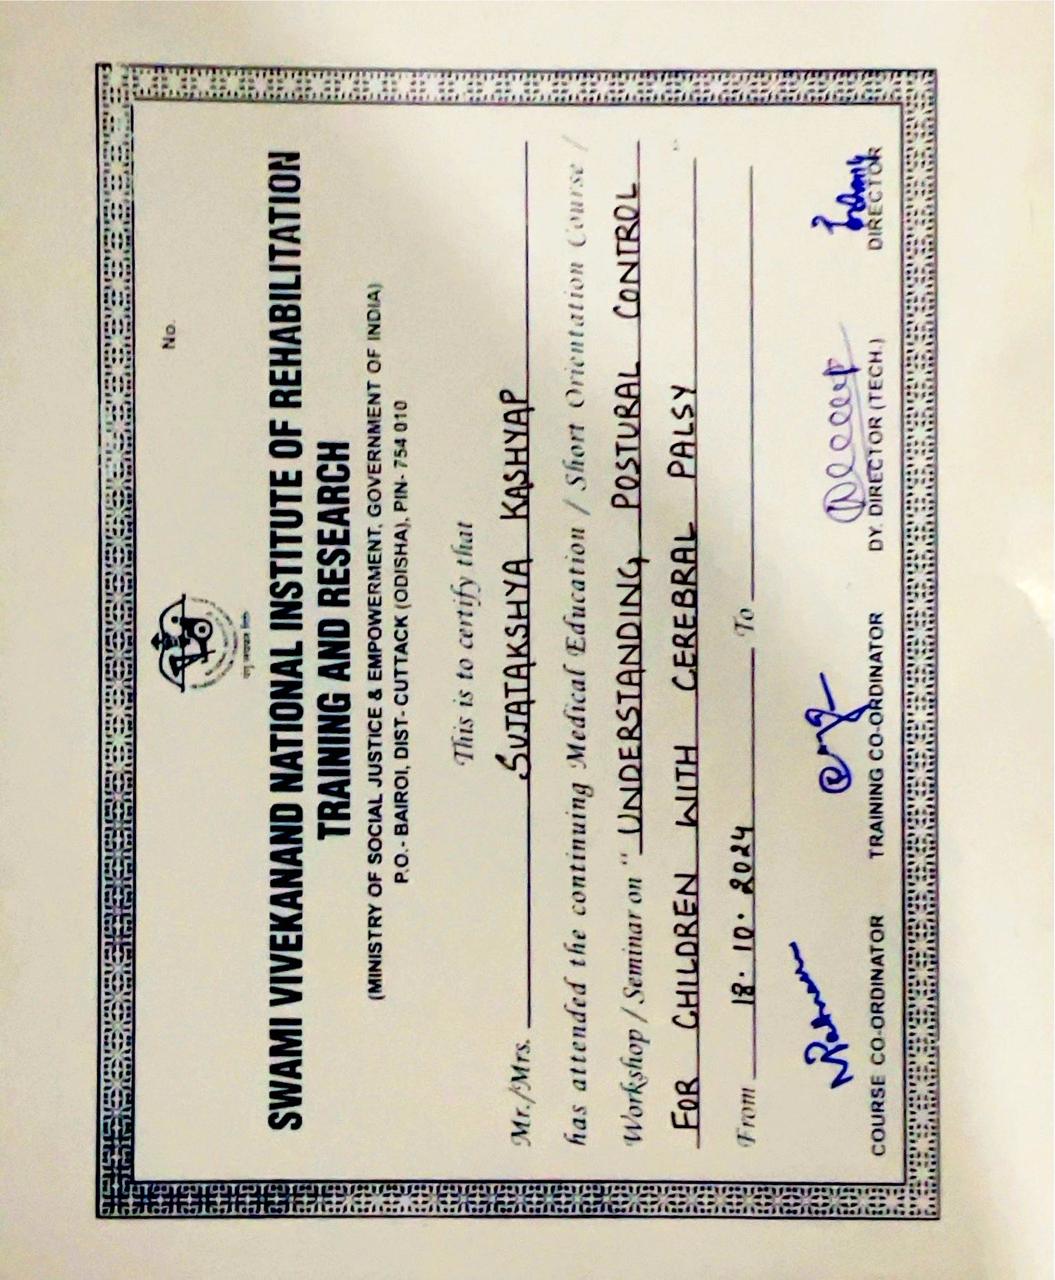 No.
SWAMI VIVEKANAND NATIONAL INSTITUTE OF REHABILITATION
TRAINING AND RESEARCH
(MINISTRY OF SOCIAL JUSTICE & EMPOWERMENT, GOVERNMENT OF INDIA)
P.O.- BAIROI, DIST- CUTTACK (ODISHA), PIN- 754 010
This is to certify that
Mr./Mrs. SUJATAKSHYA KASHYAP
has attended the continuing Medical Education / Short Orientation Course /
Workshop / Seminar on " UNDERSTANDING POSTURAL CONTROL
FOR CHILDREN WITH CEREBRAL PALSY "
From 18.10.2024 To
COURSE CO-ORDINATOR TRAINING CO-ORDINATOR DY. DIRECTOR (TECH.) DIRECTOR